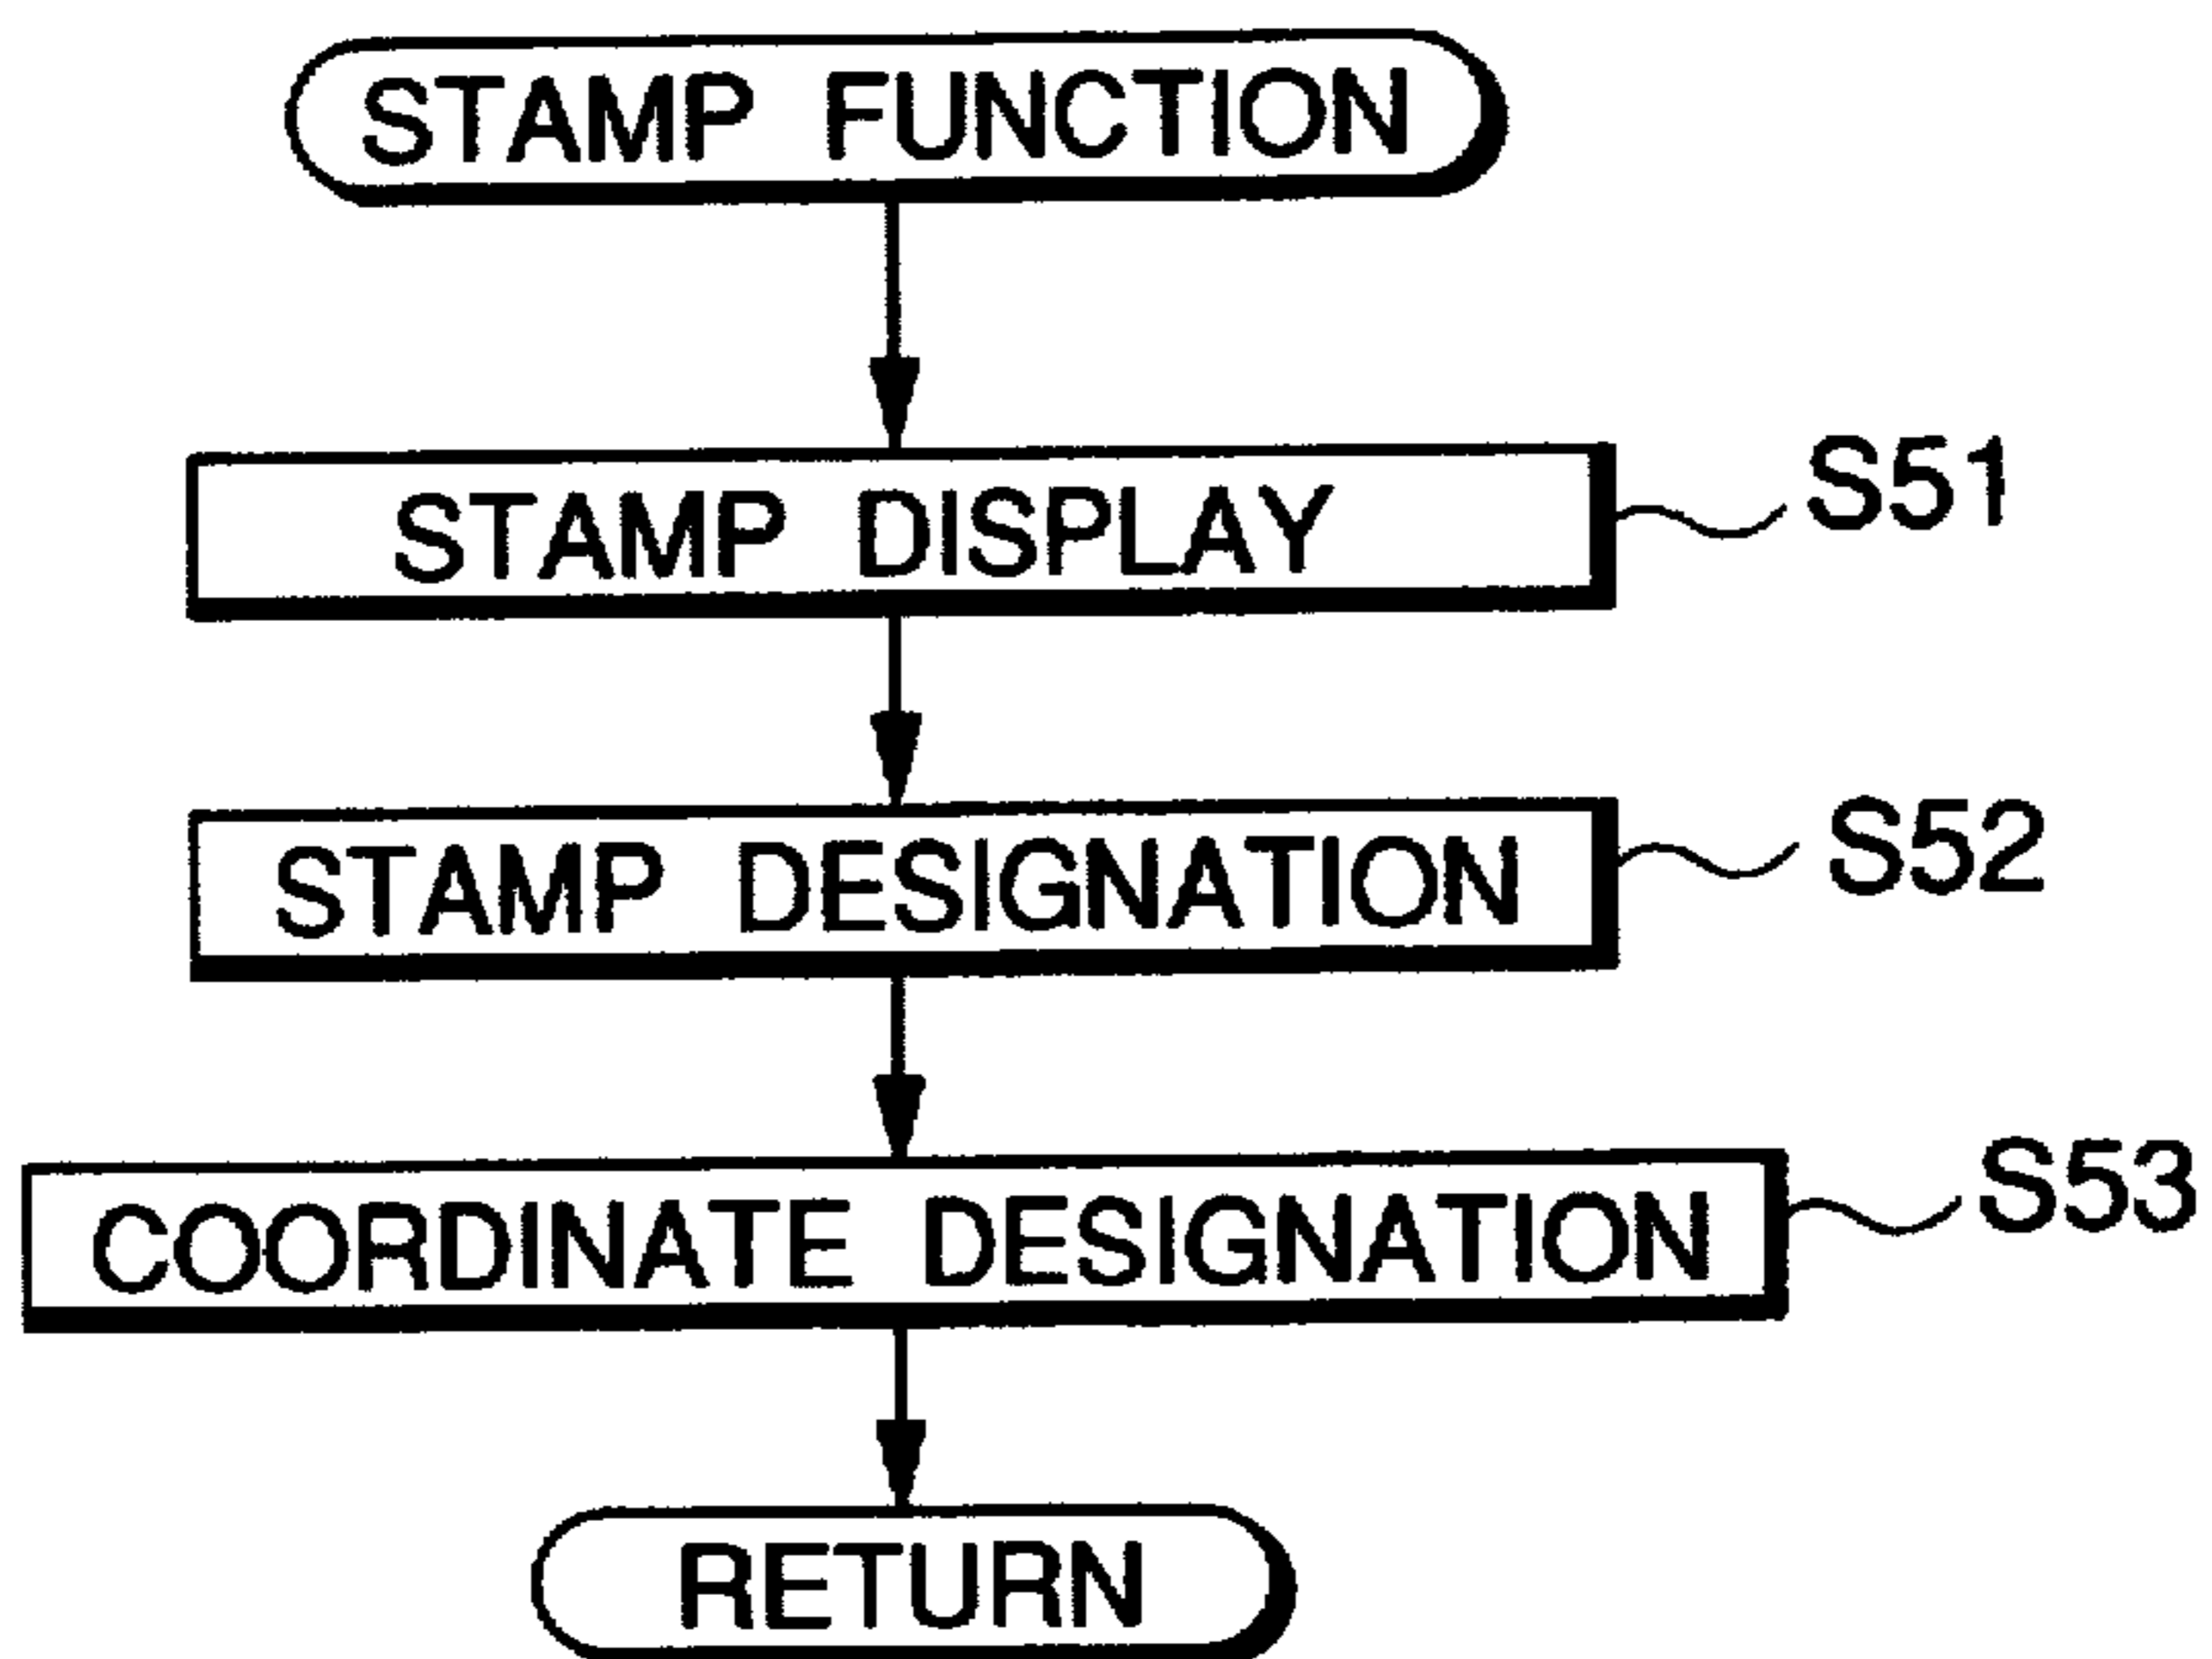 STAMP FUNCTION
STAMP DISPLAY S51
STAMP DESIGNATION S52
COORDINATE DESIGNATION S53
RETURN